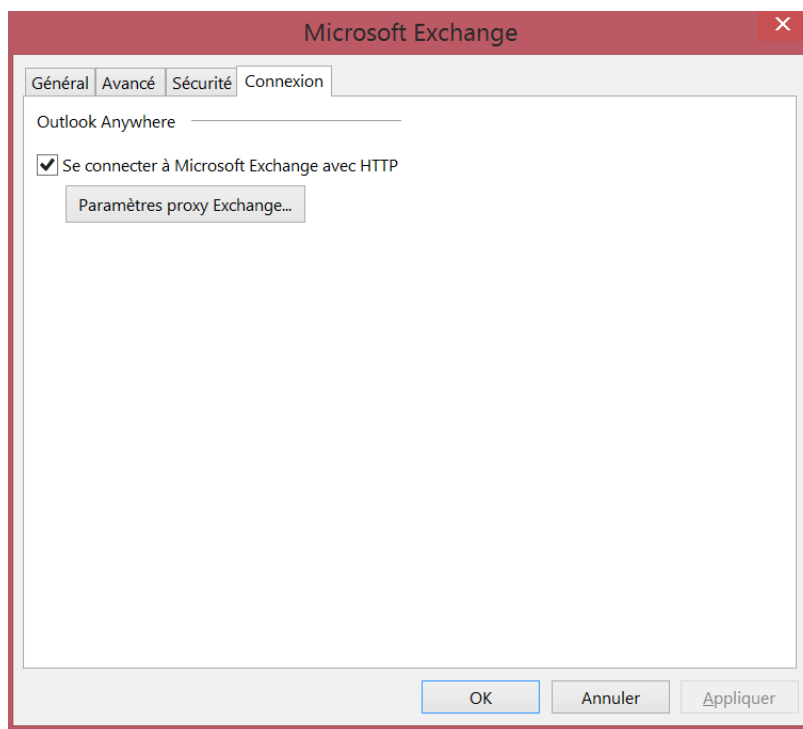 Microsoft Exchange
Général Avancé Sécurité Connexion
Outlook Anywhere
Se connecter à Microsoft Exchange avec HTTP
Paramètres proxy Exchange...
OK Annuler Appliquer